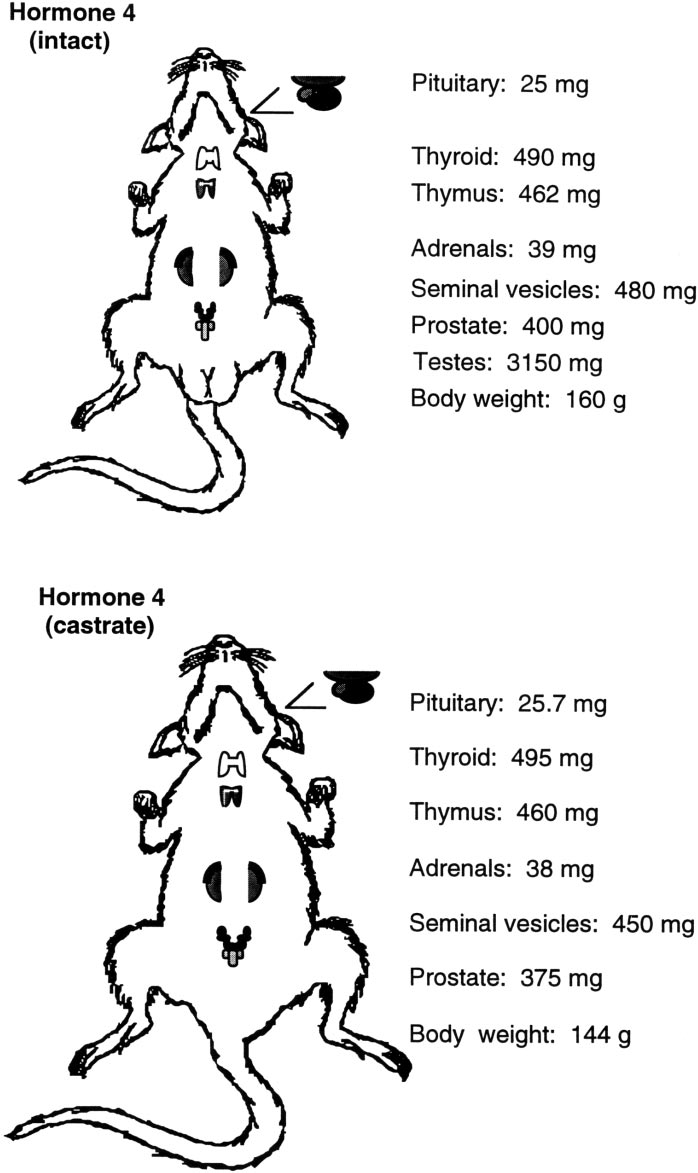 Hormone 4
(intact)
Pituitary: 25 mg
Thyroid: 490 mg
Thymus: 462 mg
Adrenals: 39 mg
Seminal vesicles: 480 mg
Prostate: 400 mg
Testes: 3150 mg
Body weight: 160 g
Hormone 4
(castrate)
Pituitary: 25.7 mg
Thyroid: 495 mg
Thymus: 460 mg
Adrenals: 38 mg
Seminal vesicles: 450 mg
Prostate: 375 mg
Body weight: 144 g